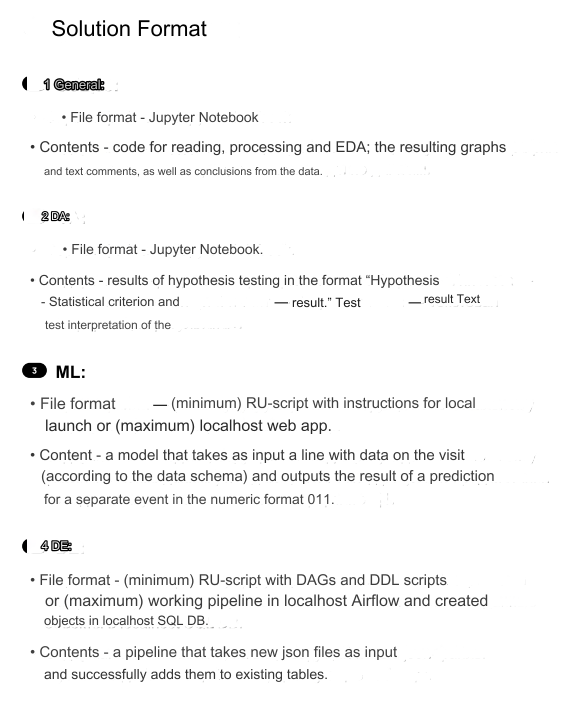 Solution Format
1 General:
• File format - Jupyter Notebook
• Contents - code for reading, processing and EDA; the resulting graphs
and text comments, as well as conclusions from the data.
2 DA:
• File format - Jupyter Notebook.
• Contents - results of hypothesis testing in the format “Hypothesis
- Statistical criterion and — result.” Test — result Text
test interpretation of the
3 ML:
• File format — (minimum) RU-script with instructions for local
launch or (maximum) localhost web app.
• Content - a model that takes as input a line with data on the visit
(according to the data schema) and outputs the result of a prediction
for a separate event in the numeric format 011.
4 DE:
• File format - (minimum) RU-script with DAGs and DDL scripts
or (maximum) working pipeline in localhost Airflow and created
objects in localhost SQL DB.
• Contents - a pipeline that takes new json files as input
and successfully adds them to existing tables.